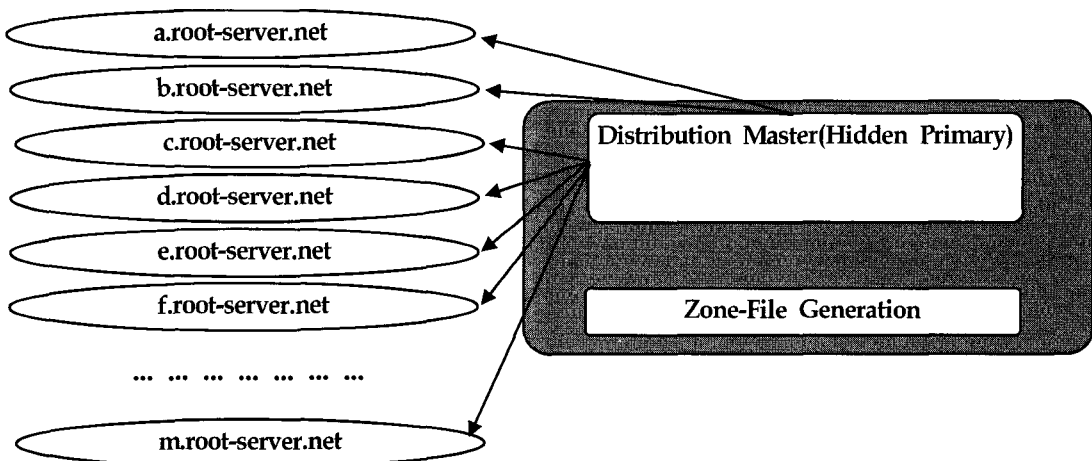 a.root-server.net
b.root-server.net
c.root-server.net
d.root-server.net
e.root-server.net
f.root-server.net
... ... ... ... ... ... ...
m.root-server.net
Distribution Master(Hidden Primary)
Zone-File Generation